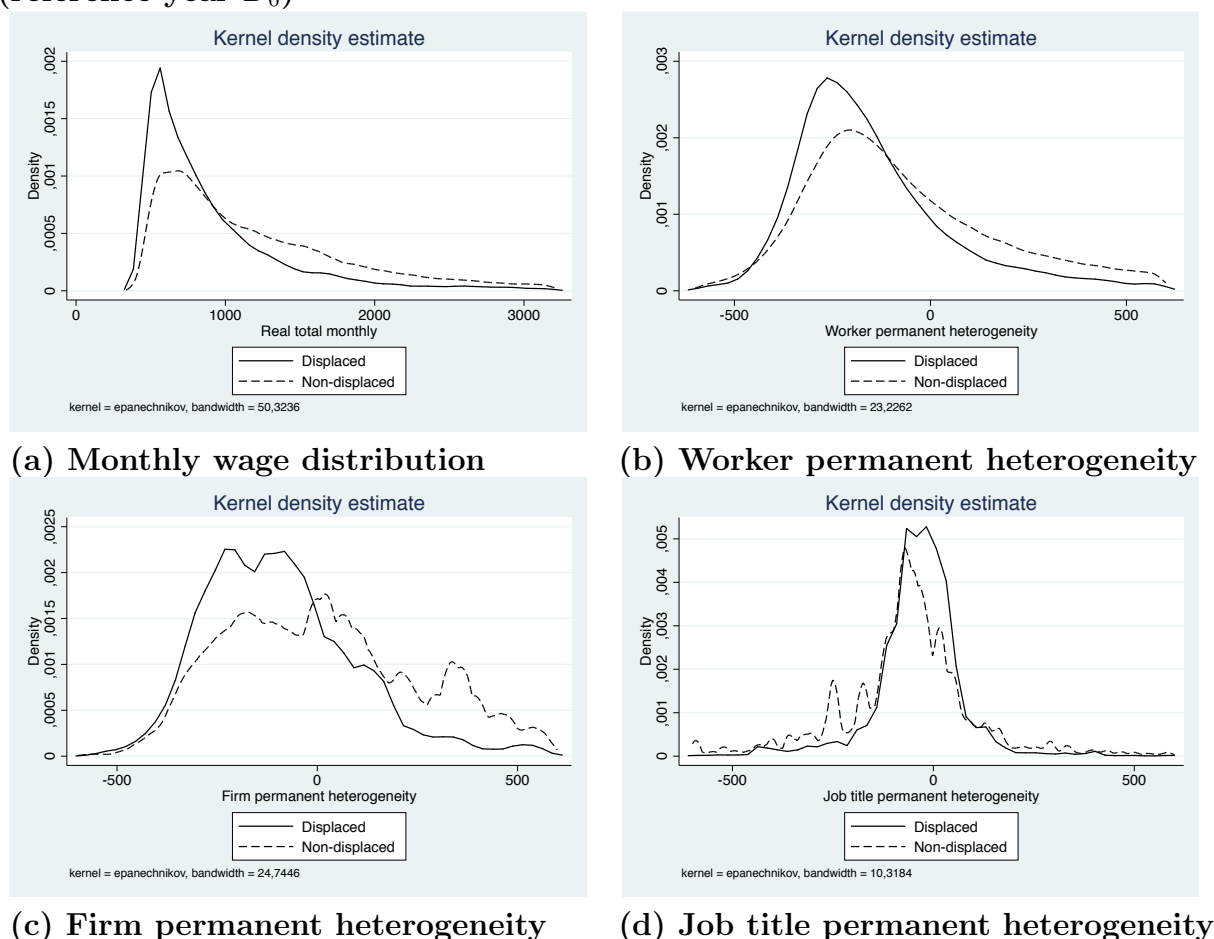 (reference year D₀)
Kernel density estimate
Density
0
,0005
,001
,0015
,002
0 1000 2000 3000
Real total monthly
Displaced
Non-displaced
kernel = epanechnikov, bandwidth = 50,3236
(a) Monthly wage distribution
Kernel density estimate
Density
0
,001
,002
,003
-500 0 500
Worker permanent heterogeneity
Displaced
Non-displaced
kernel = epanechnikov, bandwidth = 23,2262
(b) Worker permanent heterogeneity
Kernel density estimate
Density
0
,0005
,001
,0015
,002
,0025
-500 0 500
Firm permanent heterogeneity
Displaced
Non-displaced
kernel = epanechnikov, bandwidth = 24,7446
(c) Firm permanent heterogeneity
Kernel density estimate
Density
0
,001
,002
,003
,004
,005
-500 0 500
Job title permanent heterogeneity
Displaced
Non-displaced
kernel = epanechnikov, bandwidth = 10,3184
(d) Job title permanent heterogeneity